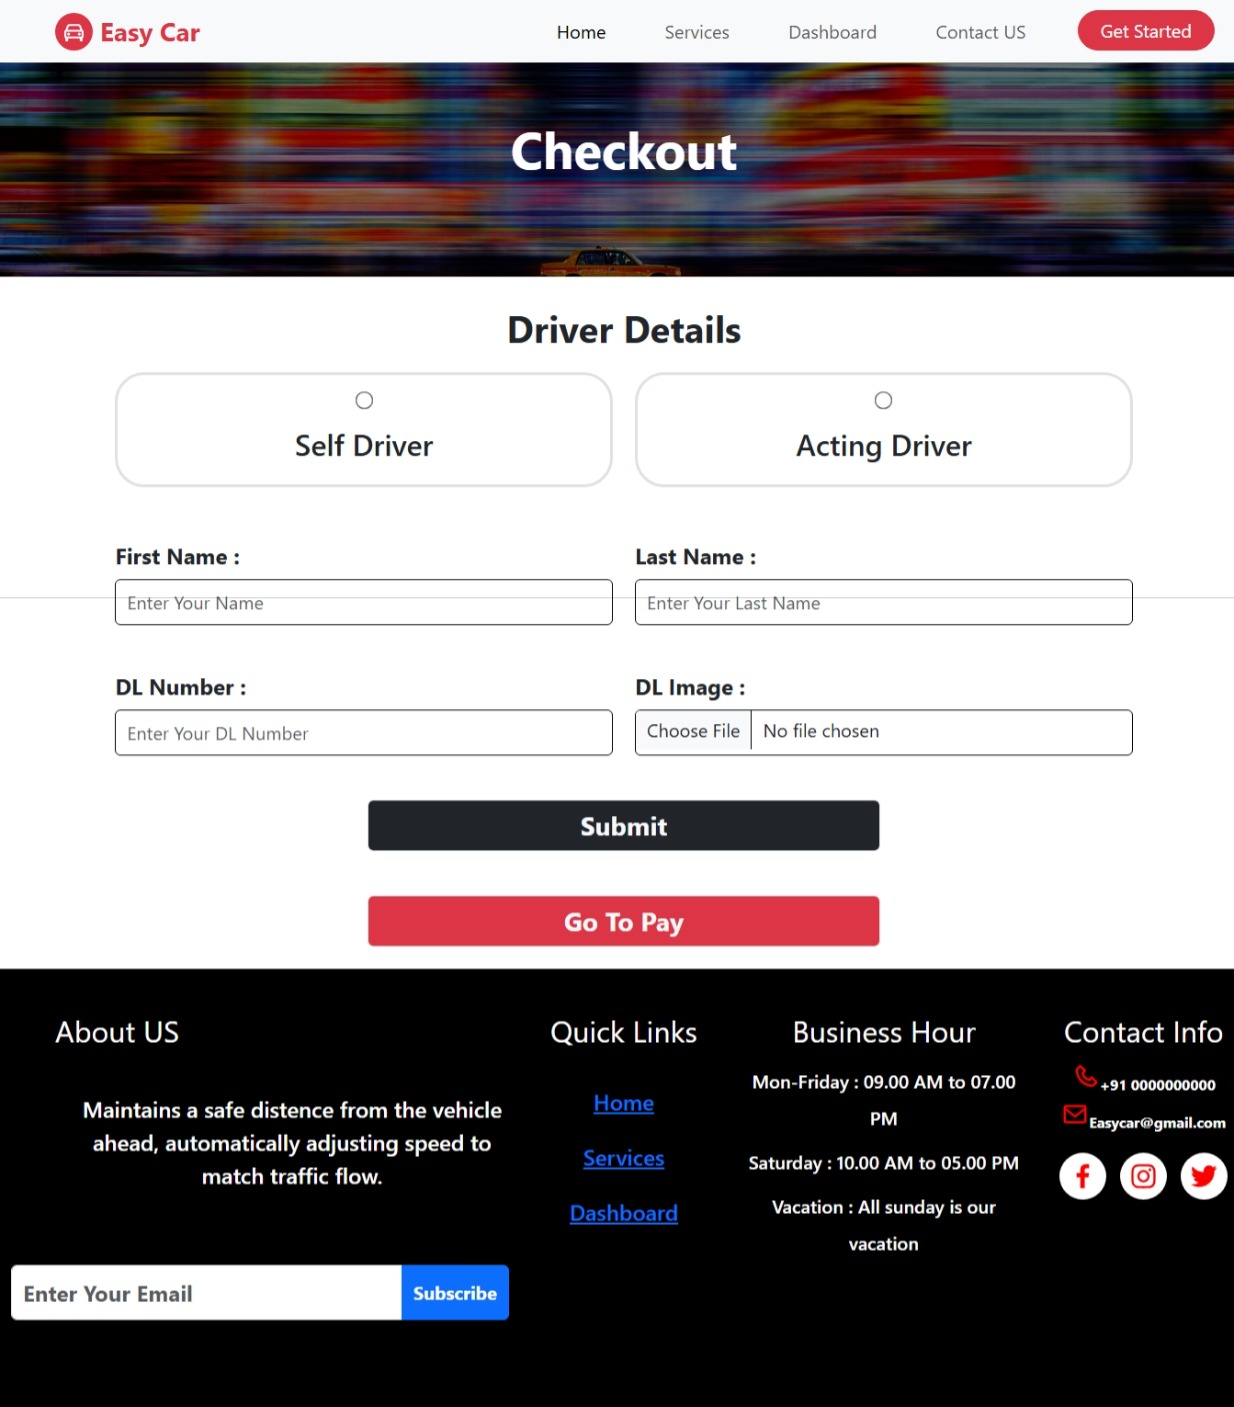 Easy Car
Home Services Dashboard Contact US Get Started
Checkout
Driver Details
Self Driver
Acting Driver
First Name :
Last Name :
Enter Your Name
Enter Your Last Name
DL Number :
DL Image :
Enter Your DL Number
Choose File No file chosen
Submit
Go To Pay
About US
Maintains a safe distence from the vehicle
ahead, automatically adjusting speed to
match traffic flow.
Enter Your Email Subscribe
Quick Links
Home
Services
Dashboard
Business Hour
Mon-Friday : 09.00 AM to 07.00
PM
Saturday : 10.00 AM to 05.00 PM
Vacation : All sunday is our
vacation
Contact Info
+91 0000000000
Easycar@gmail.com